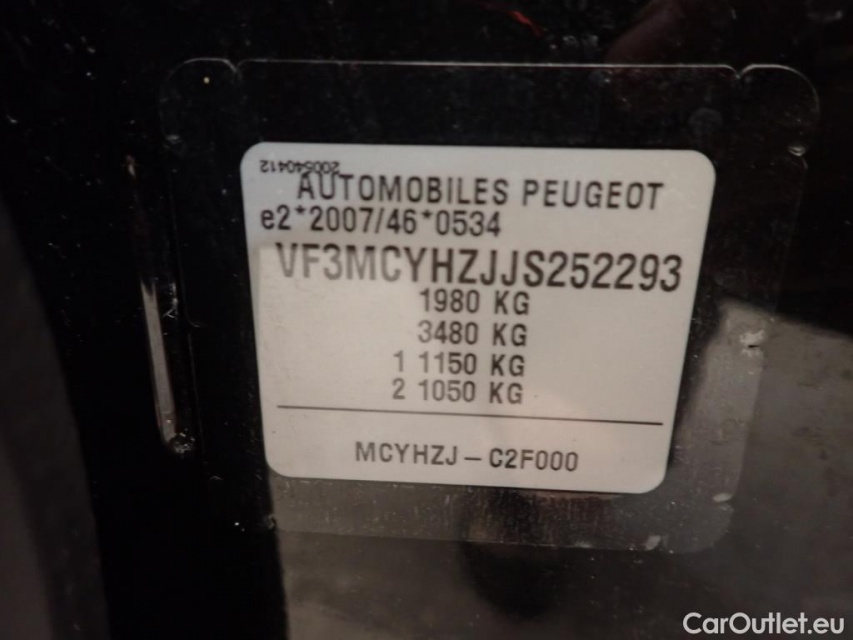 200540412
AUTOMOBILES PEUGEOT
e2*2007/46*0534
VF3MCYHZJJS252293
1980 KG
3480 KG
1 1150 KG
2 1050 KG
MCYHZJ – C2F000
CarOutlet.eu